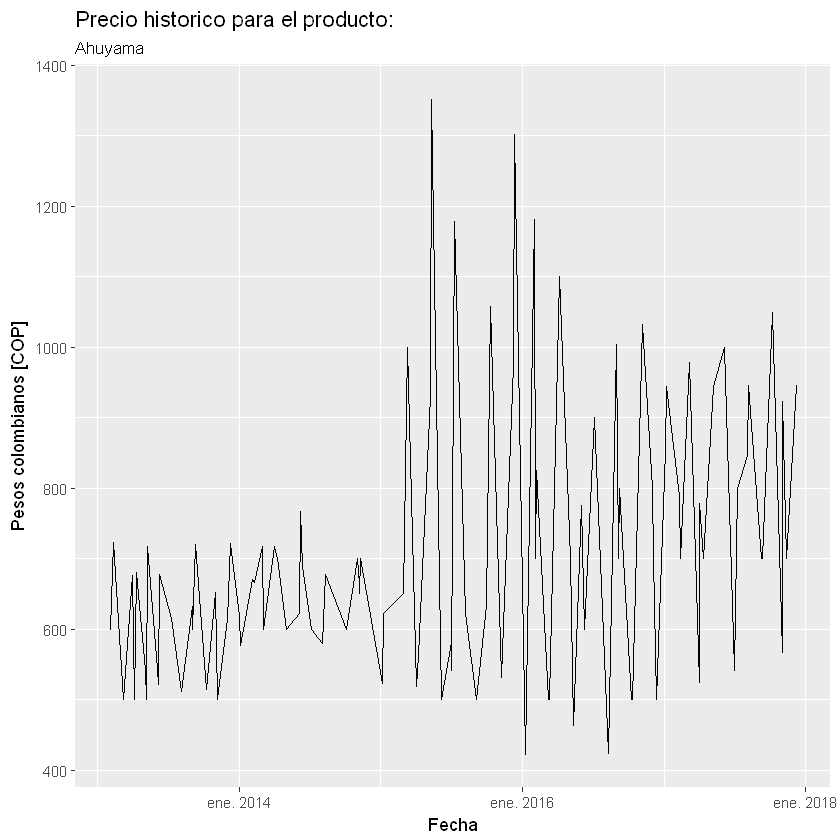 Precio historico para el producto:
Ahuyama
1400
1200
1000
800
600
400
Pesos colombianos [COP]
ene. 2014
ene. 2016
ene. 2018
Fecha